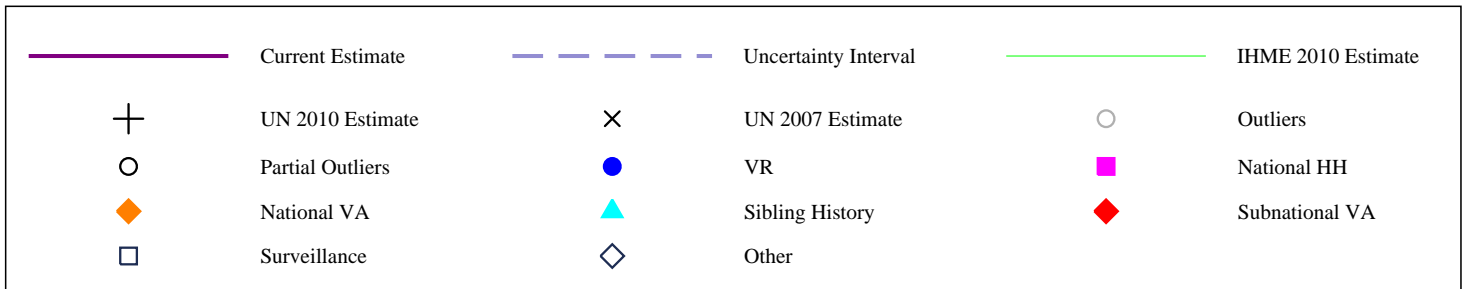 Current Estimate Uncertainty Interval IHME 2010 Estimate
UN 2010 Estimate UN 2007 Estimate Outliers
Partial Outliers VR National HH
National VA Sibling History Subnational VA
Surveillance Other